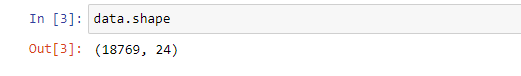 In [3]: data.shape
Out[3]: (18769, 24)